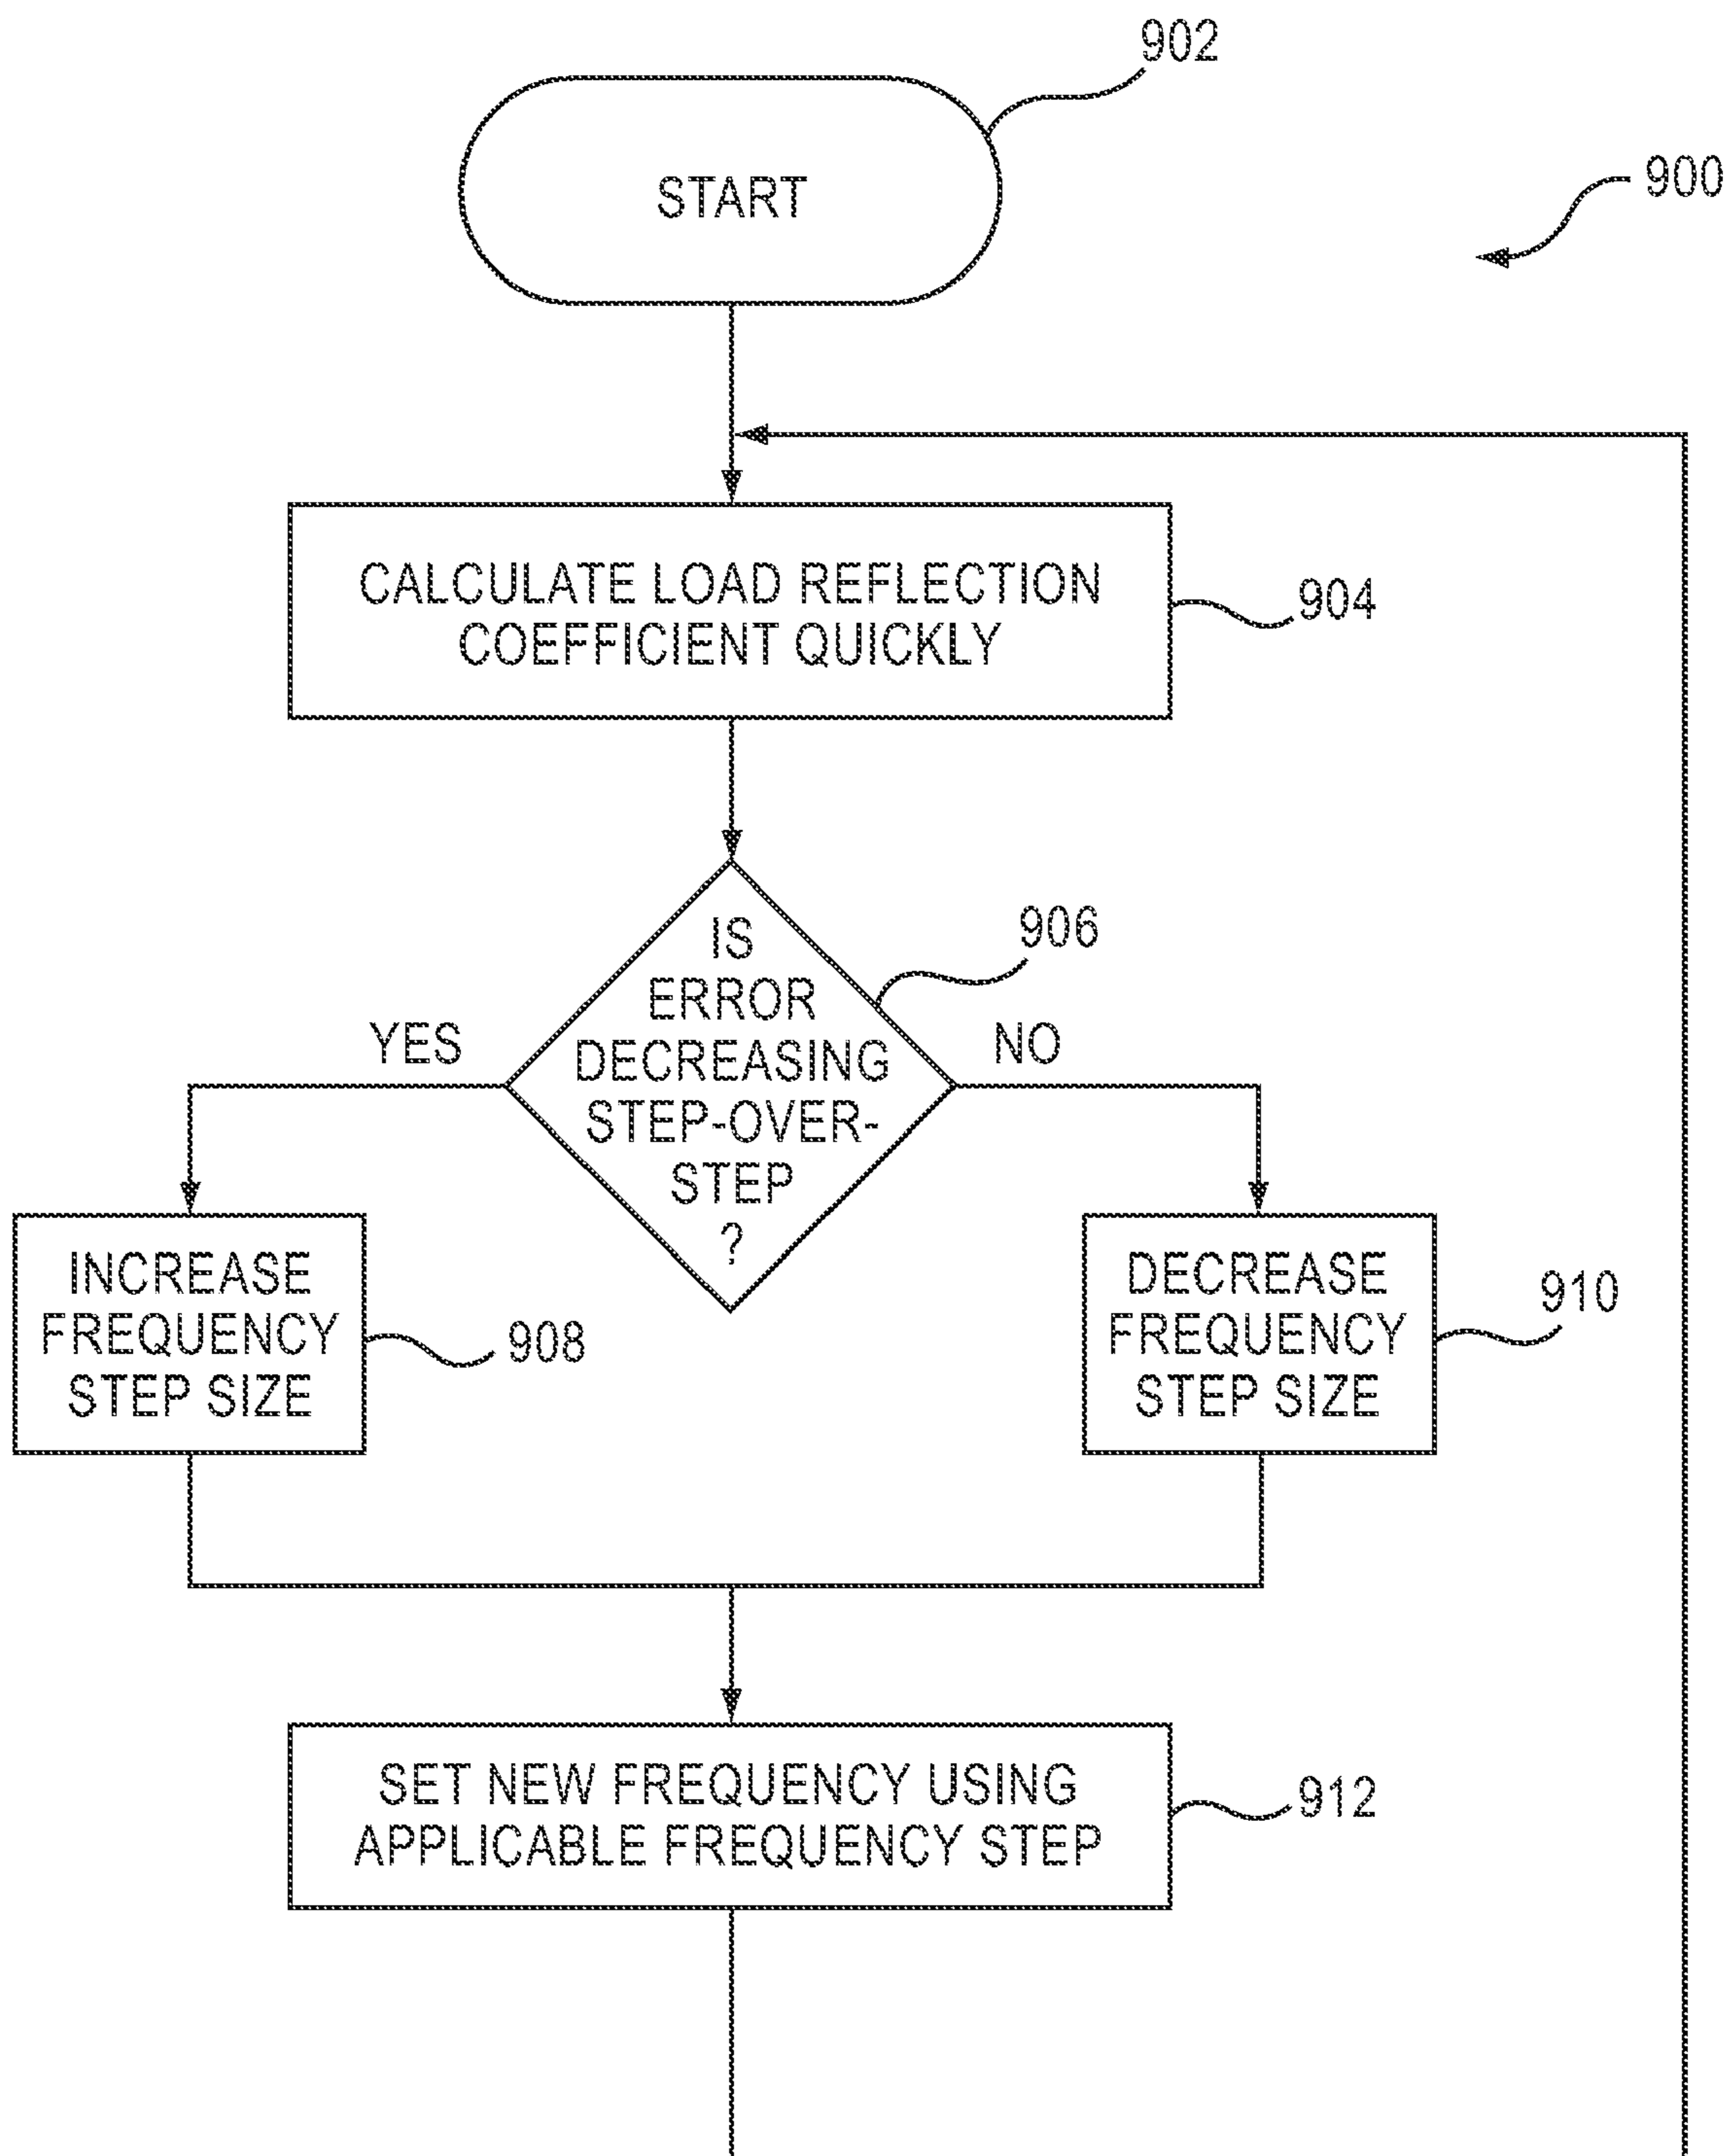 902
START
900
CALCULATE LOAD REFLECTION
COEFFICIENT QUICKLY
904
IS
ERROR
DECREASING
STEP-OVER-
STEP
?
906
YES
NO
INCREASE
FREQUENCY
STEP SIZE
908
DECREASE
FREQUENCY
STEP SIZE
910
SET NEW FREQUENCY USING
APPLICABLE FREQUENCY STEP
912